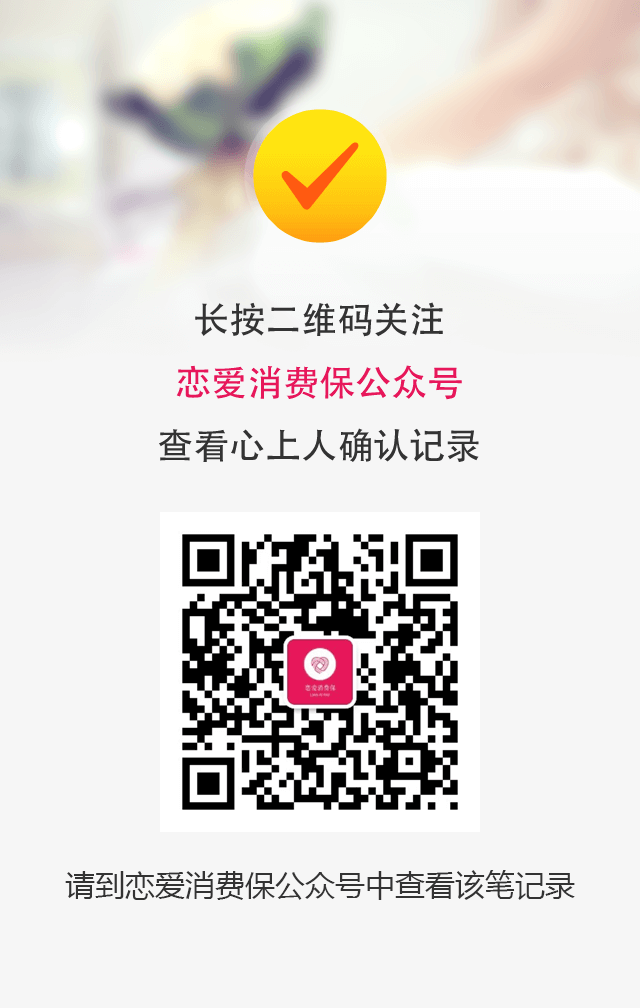 长按二维码关注
恋爱消费保公众号
查看心上人确认记录
恋爱消费保
请到恋爱消费保公众号中查看该笔记录